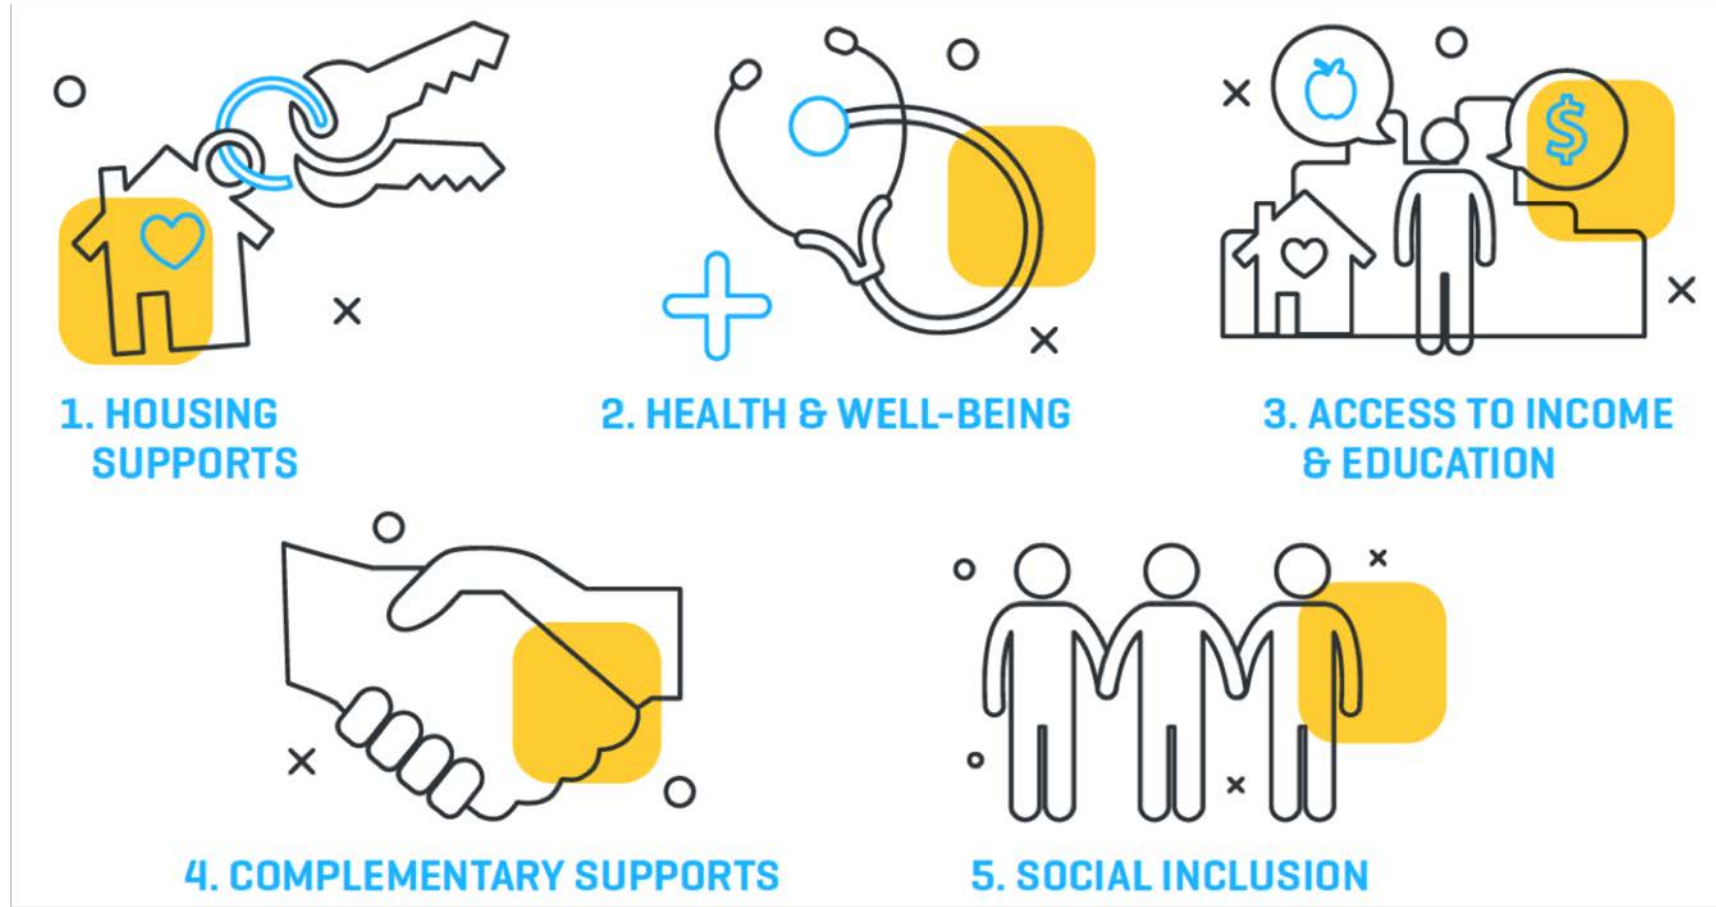 1. HOUSING
SUPPORTS
2. HEALTH & WELL-BEING
3. ACCESS TO INCOME
& EDUCATION
$
4. COMPLEMENTARY SUPPORTS
5. SOCIAL INCLUSION